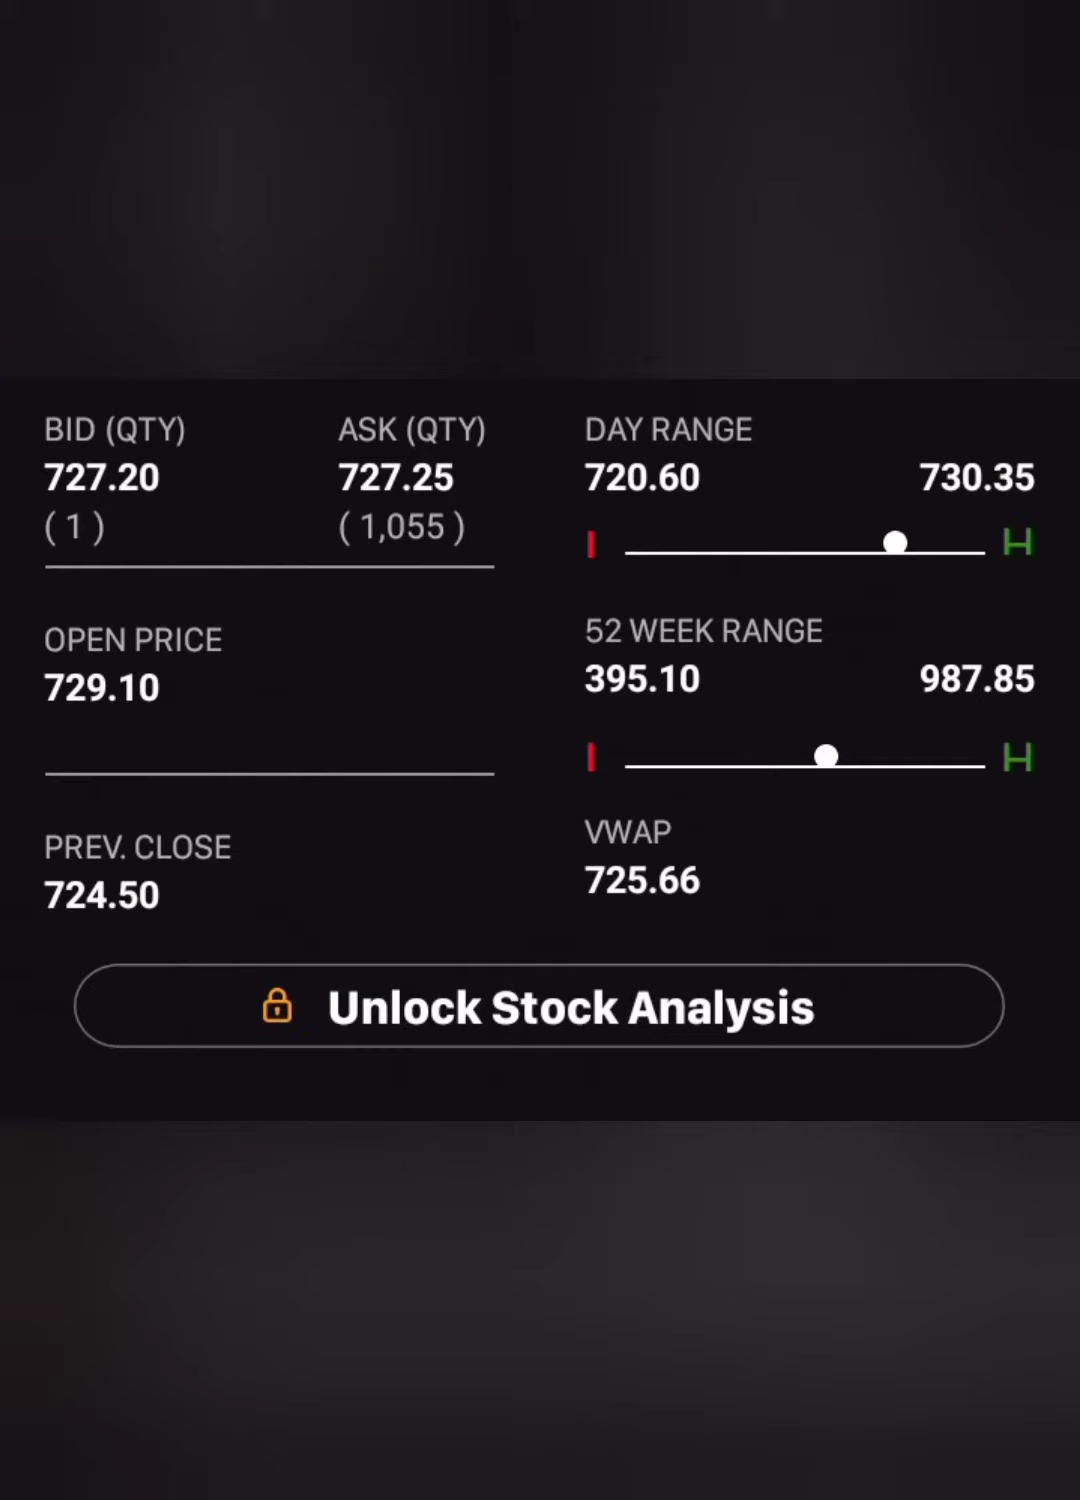 BID (QTY)
727.20
( 1 )
ASK (QTY)
727.25
( 1,055 )
OPEN PRICE
729.10
PREV. CLOSE
724.50
DAY RANGE
720.60 730.35
H
52 WEEK RANGE
395.10 987.85
H
VWAP
725.66
Unlock Stock Analysis